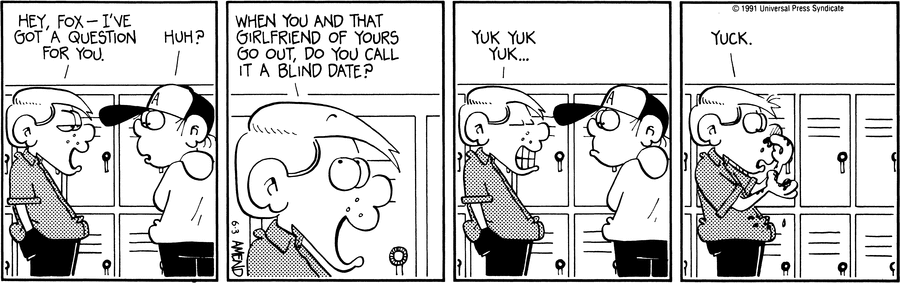 HEY, FOX — I'VE
GOT A QUESTION
FOR YOU.
HUH?
A
WHEN YOU AND THAT
GIRLFRIEND OF YOURS
GO OUT, DO YOU CALL
IT A BLIND DATE?
6-3 AMEND
YUK YUK
YUK...
A
© 1991 Universal Press Syndicate
YUCK.